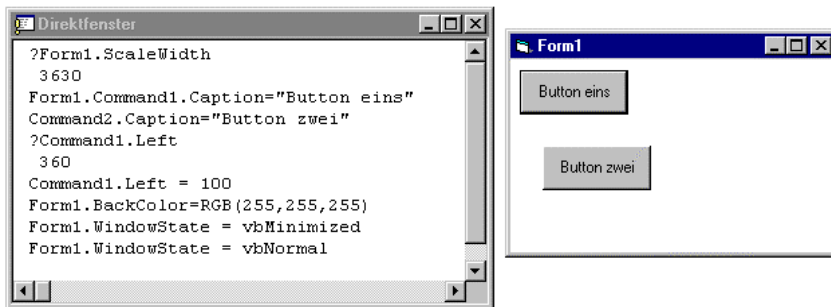 Direktfenster
?Form1.ScaleWidth
3630
Form1.Command1.Caption="Button eins"
Command2.Caption="Button zwei"
?Command1.Left
360
Command1.Left = 100
Form1.BackColor=RGB(255,255,255)
Form1.WindowState = vbMinimized
Form1.WindowState = vbNormal
Form1
Button eins
Button zwei